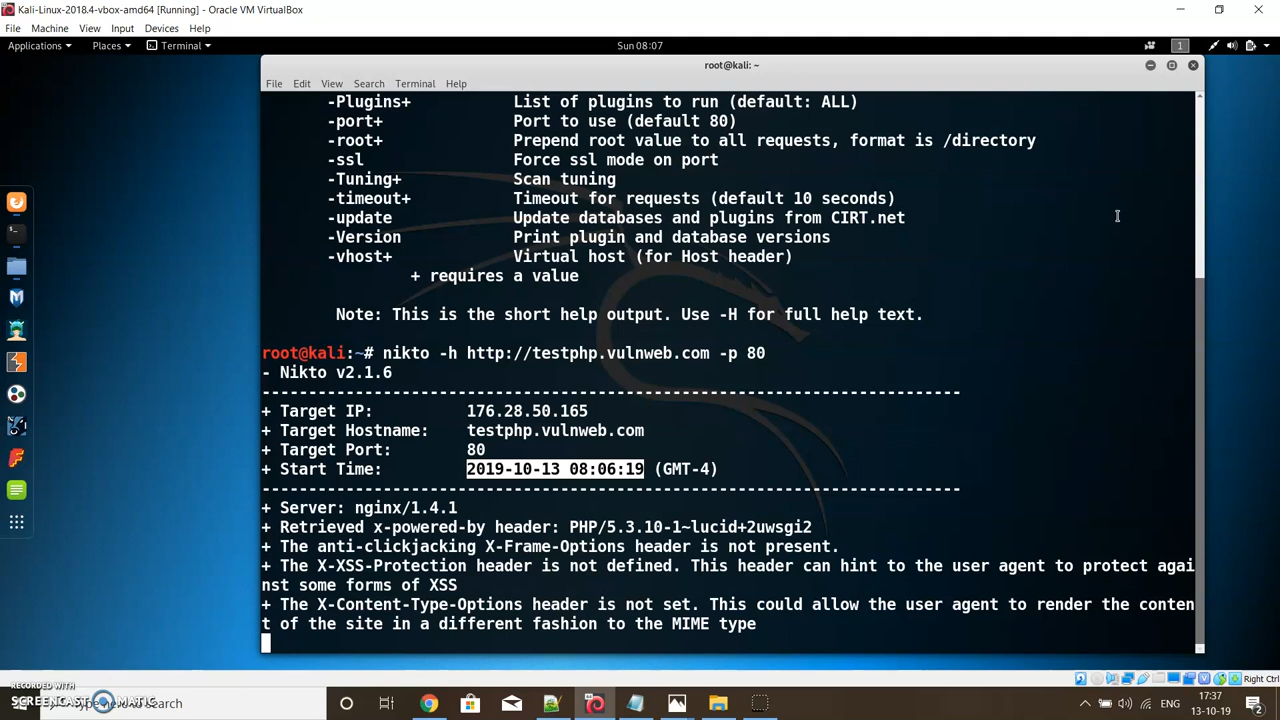 Kali-Linux-2018.4-vbox-amd64 [Running] - Oracle VM VirtualBox
File Machine View Input Devices Help
Applications Places Terminal Sun 08:07 1
root@kali: ~
File Edit View Search Terminal Help
-Plugins+ List of plugins to run (default: ALL)
-port+ Port to use (default 80)
-root+ Prepend root value to all requests, format is /directory
-ssl Force ssl mode on port
-Tuning+ Scan tuning
-timeout+ Timeout for requests (default 10 seconds)
-update Update databases and plugins from CIRT.net
-Version Print plugin and database versions
-vhost+ Virtual host (for Host header)
+ requires a value
Note: This is the short help output. Use -H for full help text.
root@kali:~# nikto -h http://testphp.vulnweb.com -p 80
- Nikto v2.1.6
---------------------------------------------------------------------------
+ Target IP: 176.28.50.165
+ Target Hostname: testphp.vulnweb.com
+ Target Port: 80
+ Start Time: 2019-10-13 08:06:19 (GMT-4)
---------------------------------------------------------------------------
+ Server: nginx/1.4.1
+ Retrieved x-powered-by header: PHP/5.3.10-1~lucid+2uwsgi2
+ The anti-clickjacking X-Frame-Options header is not present.
+ The X-XSS-Protection header is not defined. This header can hint to the user agent to protect agai
nst some forms of XSS
+ The X-Content-Type-Options header is not set. This could allow the user agent to render the conten
t of the site in a different fashion to the MIME type
Right Ctrl
RECORDED WITH
SCREENCAST MATIC
here to search
ENG
17:37
13-10-19
2